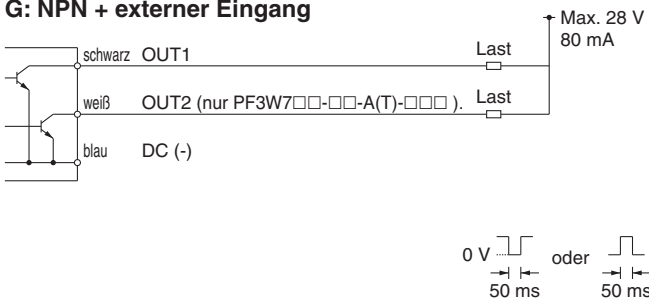 G: NPN + externer Eingang
Max. 28 V
80 mA
schwarz OUT1 Last
weiß OUT2 (nur PF3W7□□-□□-A(T)-□□□ ). Last
blau DC (-)
0 V oder
50 ms 50 ms